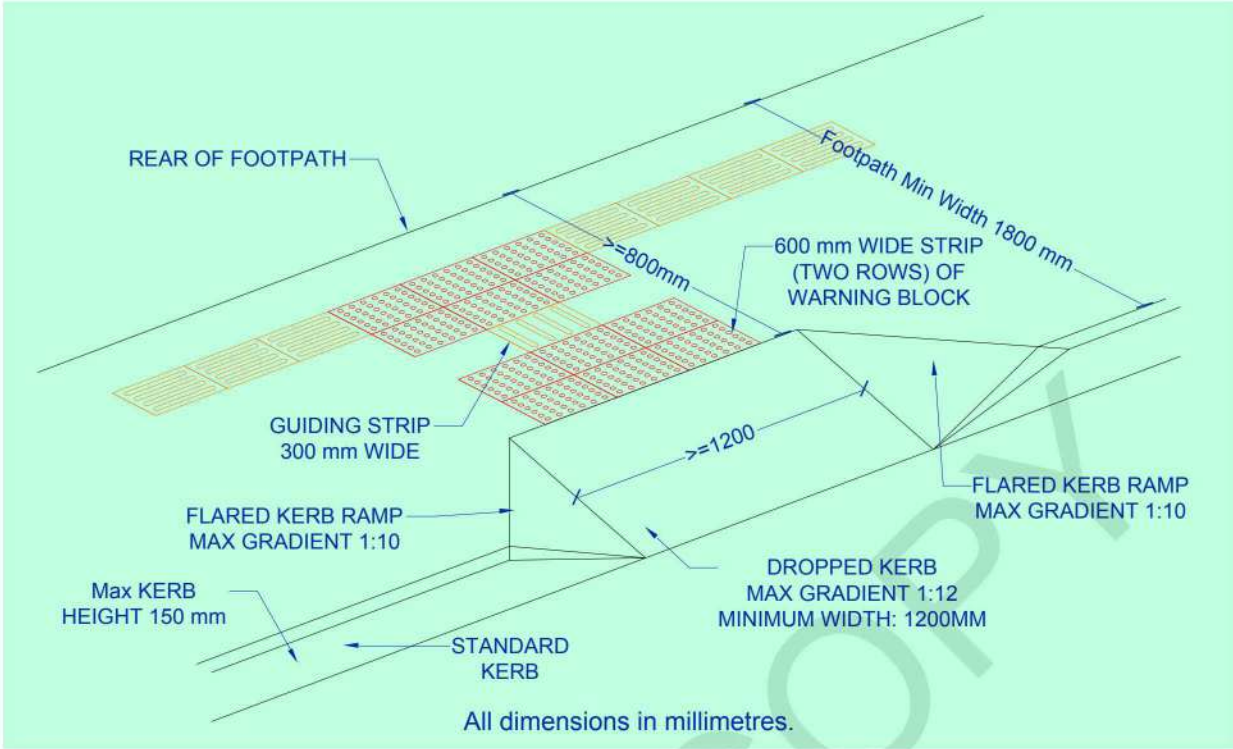 REAR OF FOOTPATH
Footpath Min Width 1800 mm
>=800mm
600 mm WIDE STRIP
(TWO ROWS) OF
WARNING BLOCK
GUIDING STRIP
300 mm WIDE
>=1200
FLARED KERB RAMP
MAX GRADIENT 1:10
FLARED KERB RAMP
MAX GRADIENT 1:10
DROPPED KERB
MAX GRADIENT 1:12
MINIMUM WIDTH: 1200MM
Max KERB
HEIGHT 150 mm
STANDARD
KERB
All dimensions in millimetres.
OPY